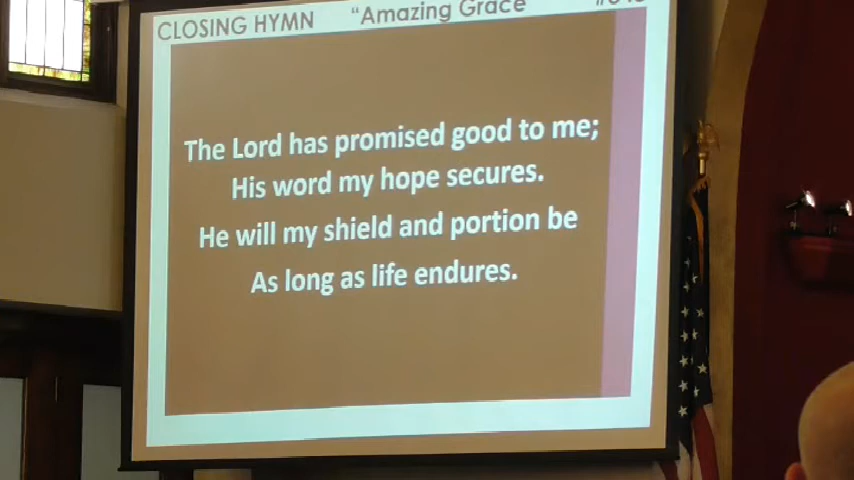 CLOSING HYMN "Amazing Grace"
The Lord has promised good to me;
His word my hope secures.
He will my shield and portion be
As long as life endures.